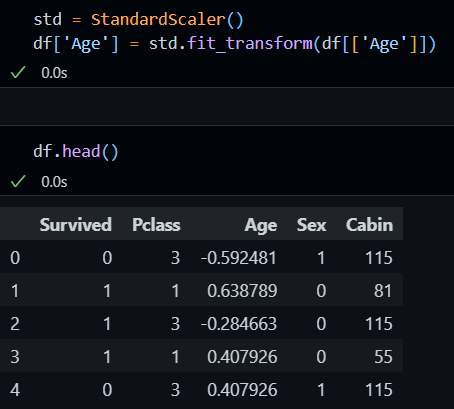 std = StandardScaler()
df['Age'] = std.fit_transform(df[['Age']])
0.0s
df.head()
0.0s
Survived Pclass Age Sex Cabin
0 0 3 -0.592481 1 115
1 1 1 0.638789 0 81
2 1 3 -0.284663 0 115
3 1 1 0.407926 0 55
4 0 3 0.407926 1 115